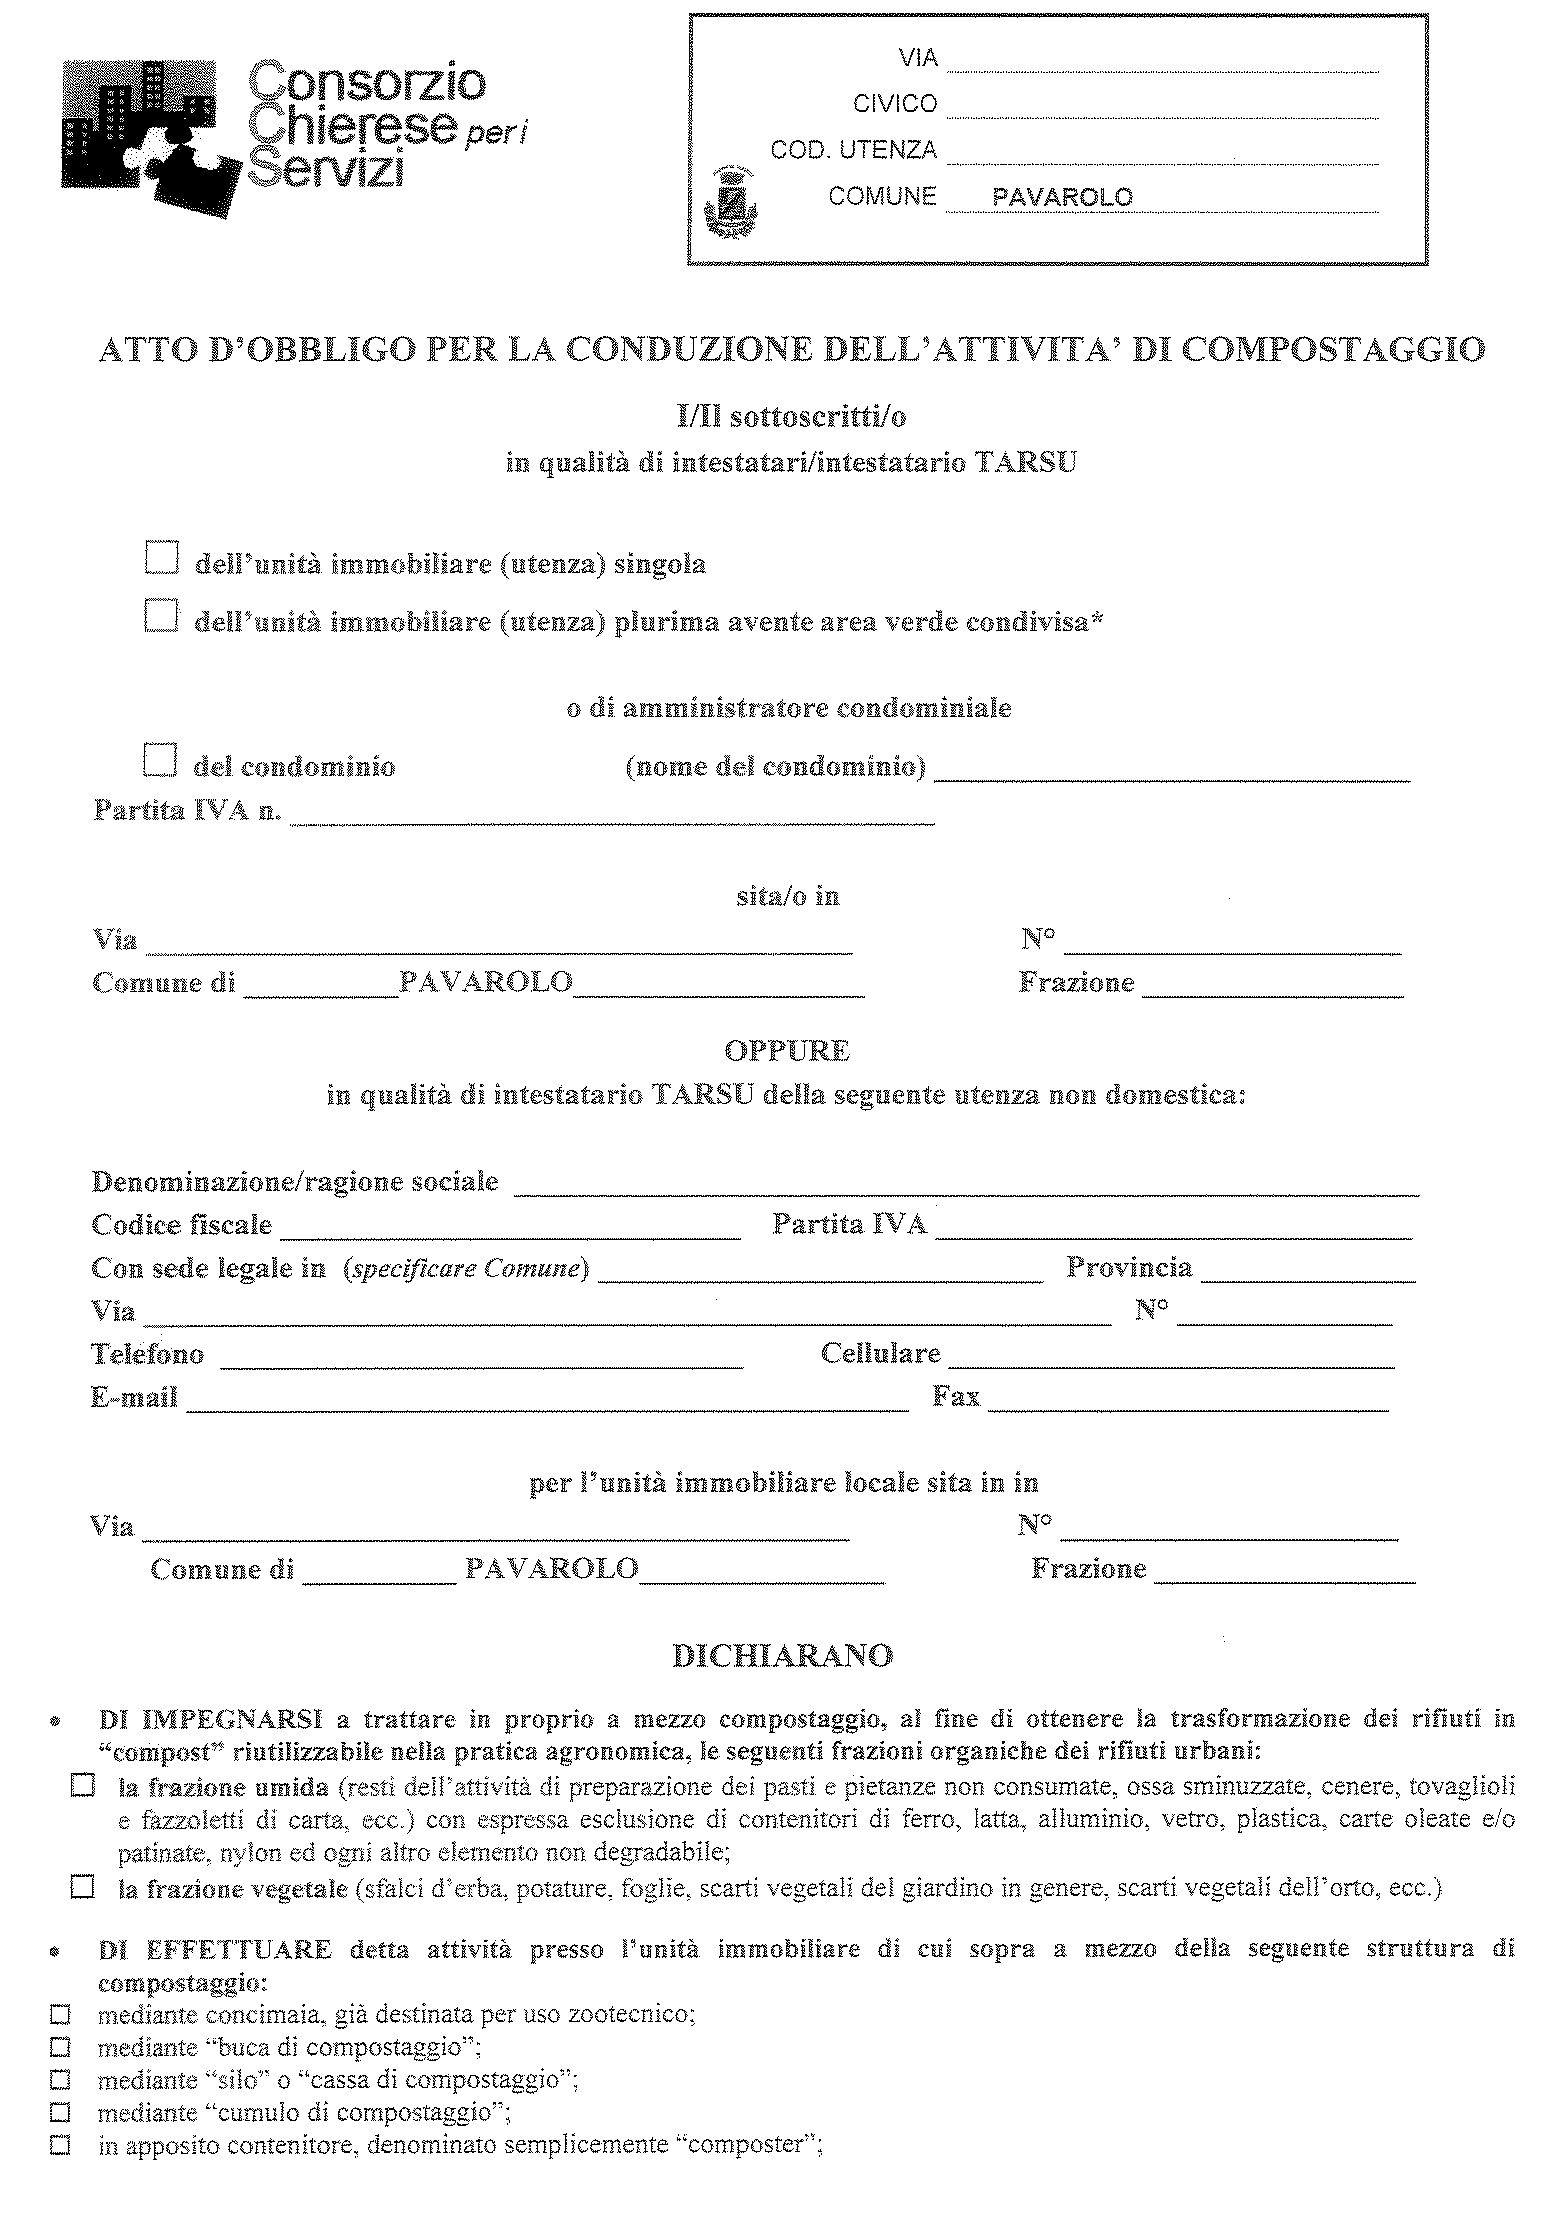 Consorzio
Chierese per i
Servizi
VIA
CIVICO
COD. UTENZA
COMUNE PAVAROLO
ATTO D'OBBLIGO PER LA CONDUZIONE DELL'ATTIVITA' DI COMPOSTAGGIO
I/Il sottoscritti/o
in qualità di intestatari/intestatario TARSU
dell'unità immobiliare (utenza) singola
dell'unità immobiliare (utenza) plurima avente area verde condivisa*
o di amministratore condominiale
del condominio (nome del condominio)
Partita IVA n.
sita/o in
Via N°
Comune di PAVAROLO Frazione
OPPURE
in qualità di intestatario TARSU della seguente utenza non domestica:
Denominazione/ragione sociale
Codice fiscale Partita IVA
Con sede legale in (specificare Comune) Provincia
Via N°
Telefono Cellulare
E-mail Fax
per l'unità immobiliare locale sita in in
Via N°
Comune di PAVAROLO Frazione
DICHIARANO
• DI IMPEGNARSI a trattare in proprio a mezzo compostaggio, al fine di ottenere la trasformazione dei rifiuti in
“compost” riutilizzabile nella pratica agronomica, le seguenti frazioni organiche dei rifiuti urbani:
☐ la frazione umida (resti dell'attività di preparazione dei pasti e pietanze non consumate, ossa sminuzzate, cenere, tovaglioli
e fazzoletti di carta, ecc.) con espressa esclusione di contenitori di ferro, latta, alluminio, vetro, plastica, carte oleate e/o
patinate, nylon ed ogni altro elemento non degradabile;
☐ la frazione vegetale (sfalci d'erba, potature, foglie, scarti vegetali del giardino in genere, scarti vegetali dell'orto, ecc.)
• DI EFFETTUARE detta attività presso l'unità immobiliare di cui sopra a mezzo della seguente struttura di
compostaggio:
☐ mediante concimaia, già destinata per uso zootecnico;
☐ mediante “buca di compostaggio”;
☐ mediante “silo” o “cassa di compostaggio”;
☐ mediante “cumulo di compostaggio”;
☐ in apposito contenitore, denominato semplicemente “composter”;